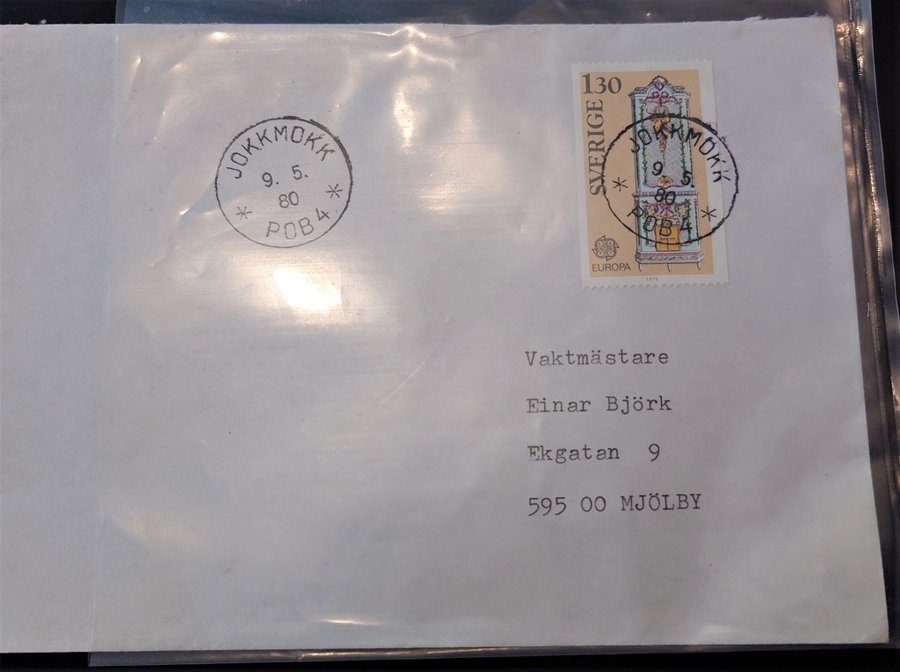 JOKKMOKK
9. 5.
80
POB 4
1.30
SVERIGE
EUROPA
JOKKMOKK
9. 5.
80
POB 4
Vaktmästare
Einar Björk
Ekgatan 9
595 00 MJÖLBY